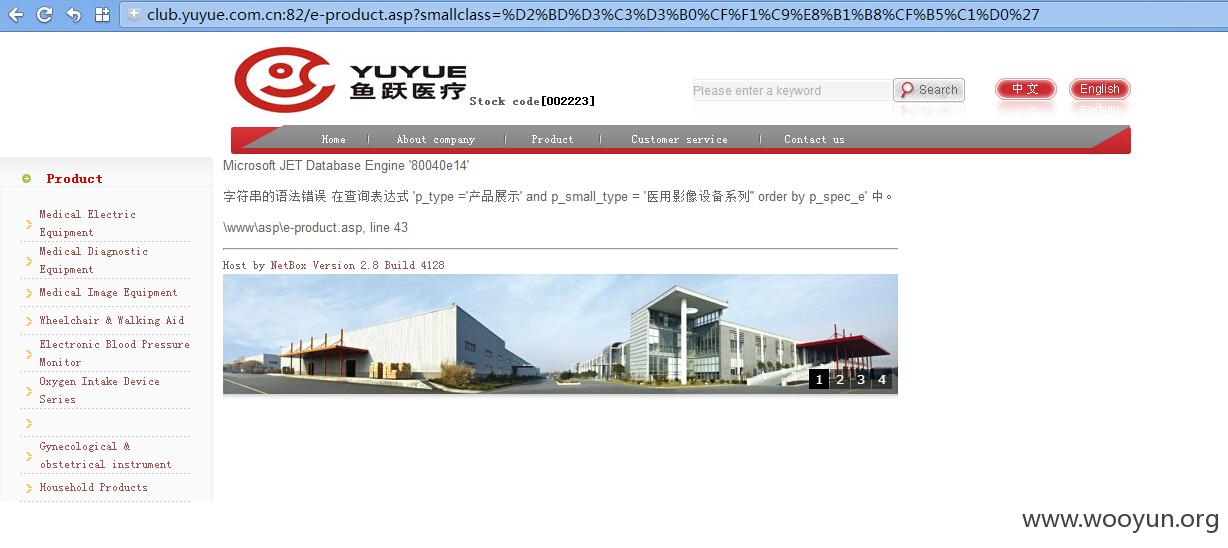 club.yuyue.com.cn:82/e-product.asp?smallclass=%D2%BD%D3%C3%D3%B0%CF%F1%C9%E8%B1%B8%CF%B5%C1%D0%27
YUYUE
鱼跃医疗
Stock code[002223]
Please enter a keyword
Search
中文
English
Home
About company
Product
Customer service
Contact us
Product
Medical Electric
Equipment
Medical Diagnostic
Equipment
Medical Image Equipment
Wheelchair & Walking Aid
Electronic Blood Pressure
Monitor
Oxygen Intake Device
Series
Gynecological &
obstetrical instrument
Household Products
Microsoft JET Database Engine '80040e14'
字符串的语法错误 在查询表达式 'p_type ='产品展示' and p_small_type = '医用影像设备系列'' order by p_spec_e' 中。
\www\asp\e-product.asp, line 43
Host by NetBox Version 2.8 Build 4128
1 2 3 4
www.wooyun.org